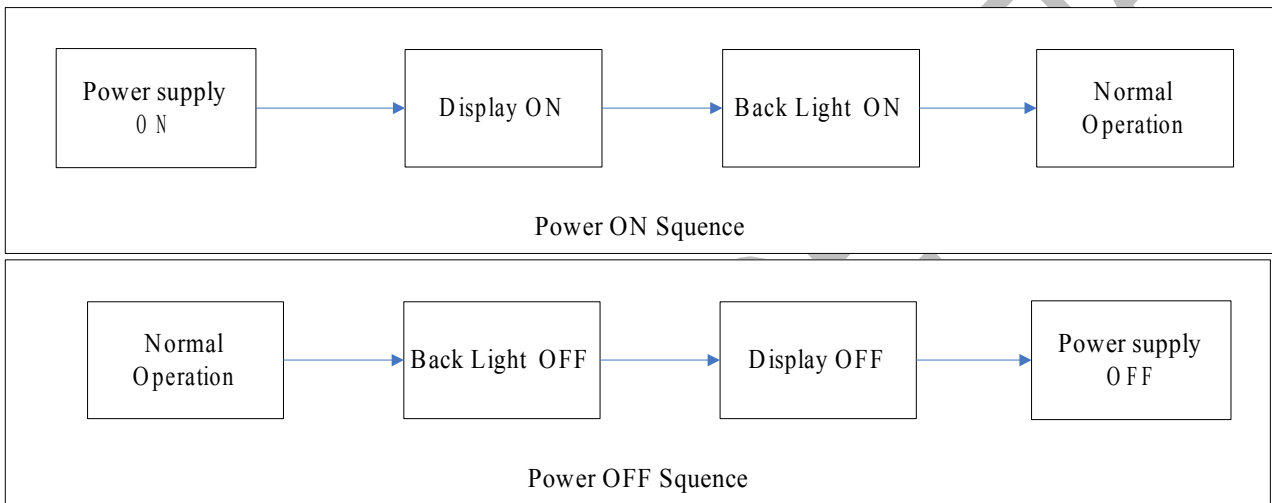 Power supply
ON
Display ON
Back Light ON
Normal
Operation
Power ON Squence
Normal
Operation
Back Light OFF
Display OFF
Power supply
OFF
Power OFF Squence